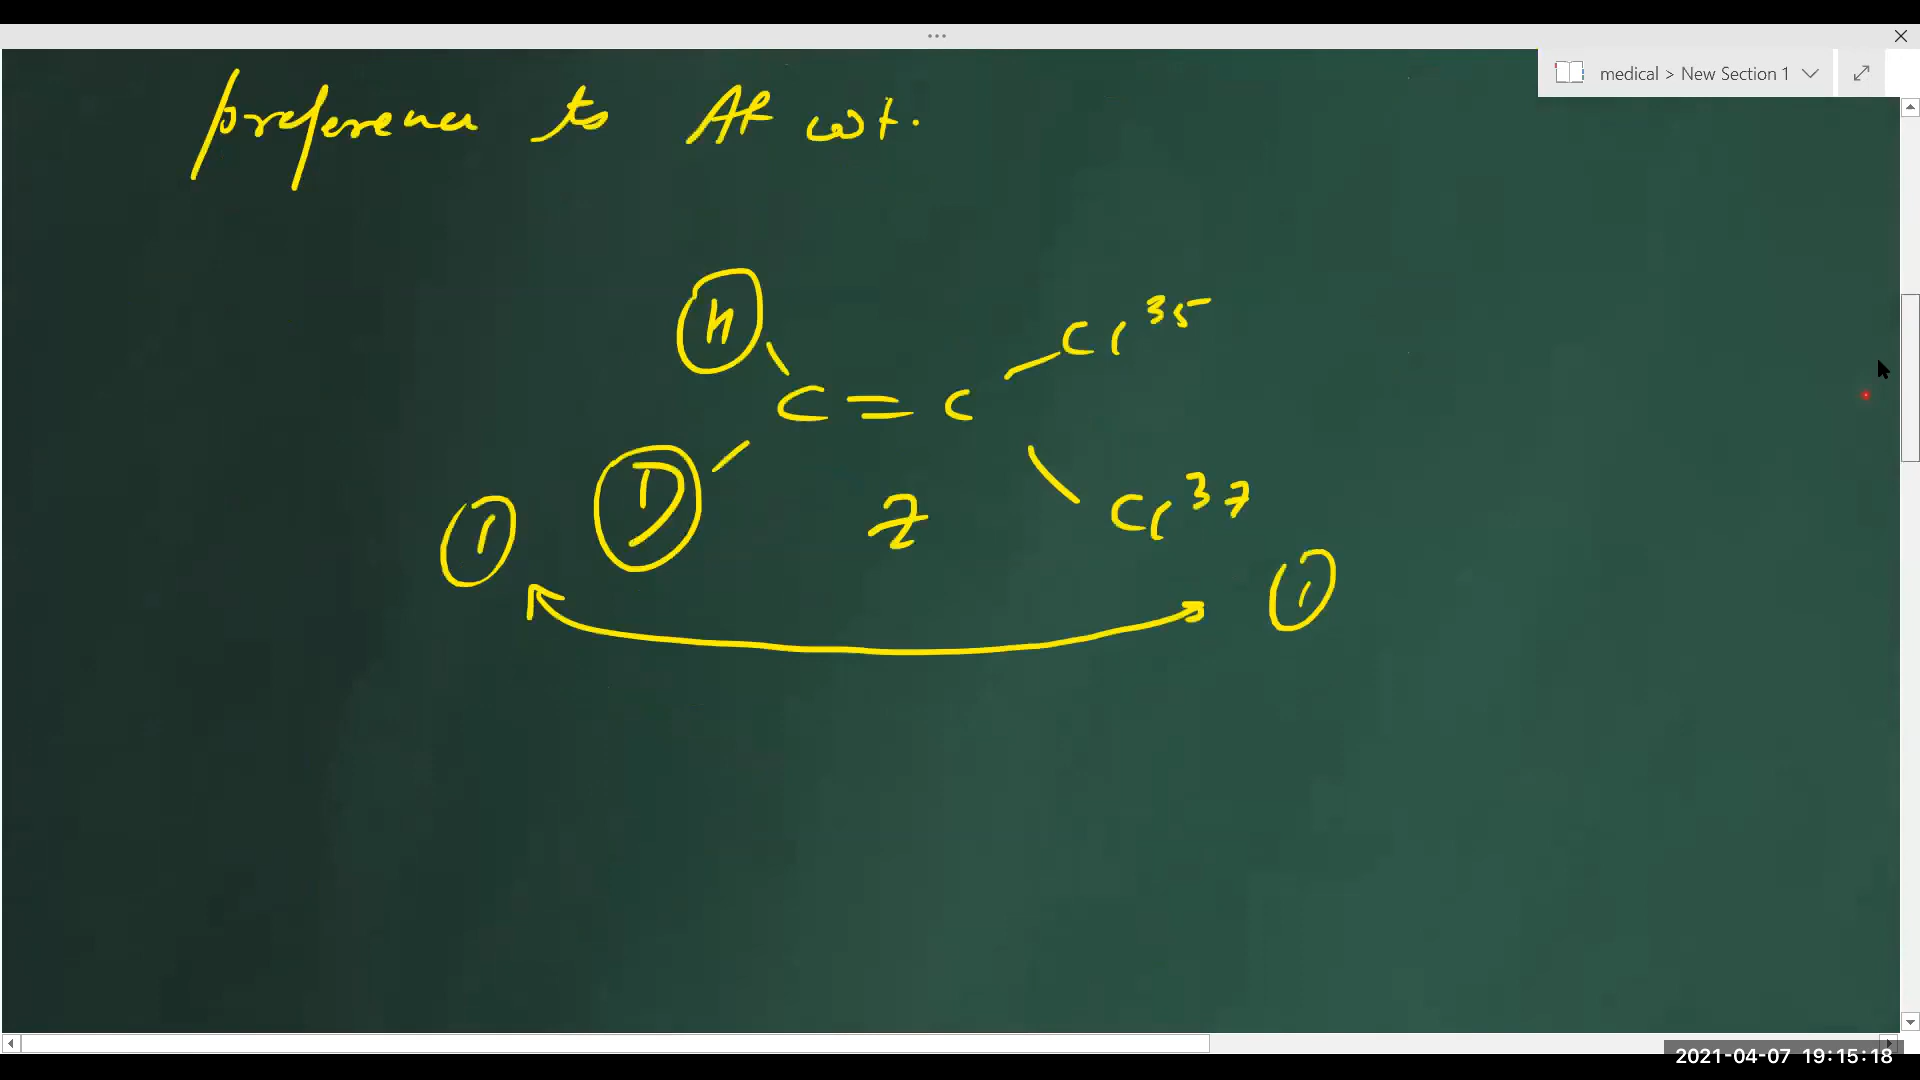 medical > New Section 1
preference to At wt.
H
Cl³⁵
C = C
D
Z
Cl³⁷
1
1
2021-04-07 19:15:18